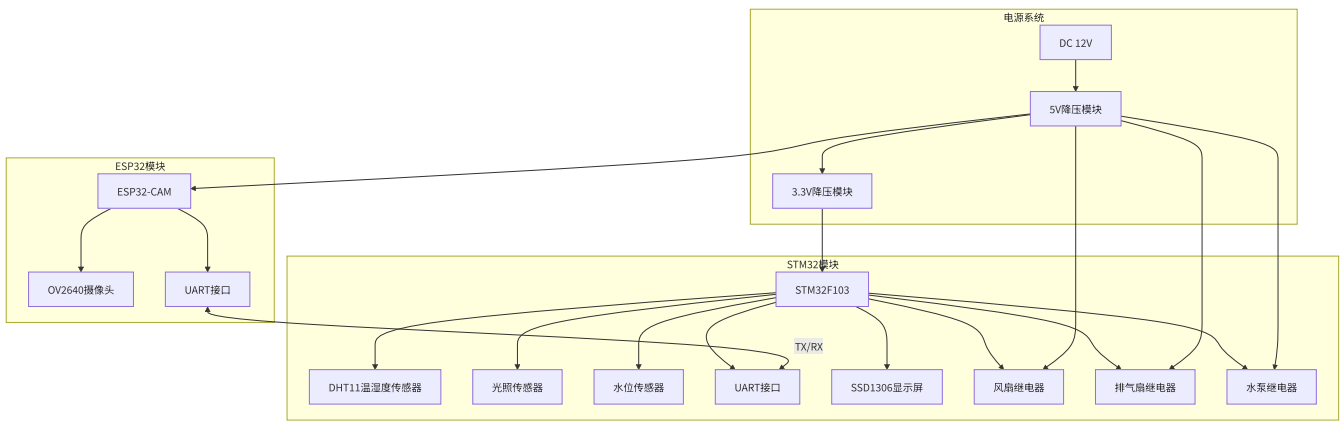 电源系统
DC 12V
5V降压模块
3.3V降压模块
ESP32模块
ESP32-CAM
OV2640摄像头
UART接口
STM32模块
STM32F103
TX/RX
DHT11温湿度传感器
光照传感器
水位传感器
UART接口
SSD1306显示屏
风扇继电器
排气扇继电器
水泵继电器